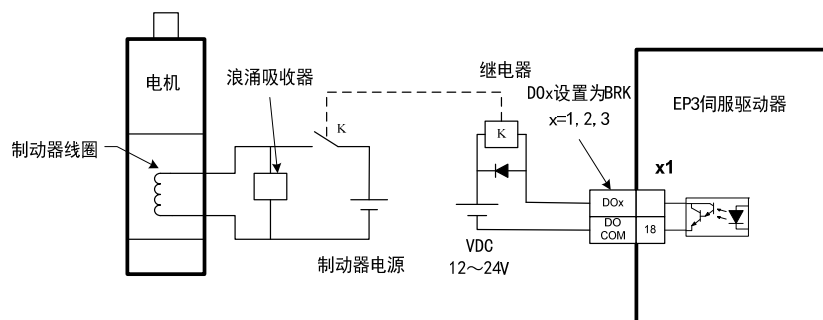 电机
浪涌吸收器
制动器线圈
K
制动器电源
继电器
K
VDC
12～24V
DOx设置为BRK
x=1,2,3
EP3伺服驱动器
x1
DOx
DO
COM
18